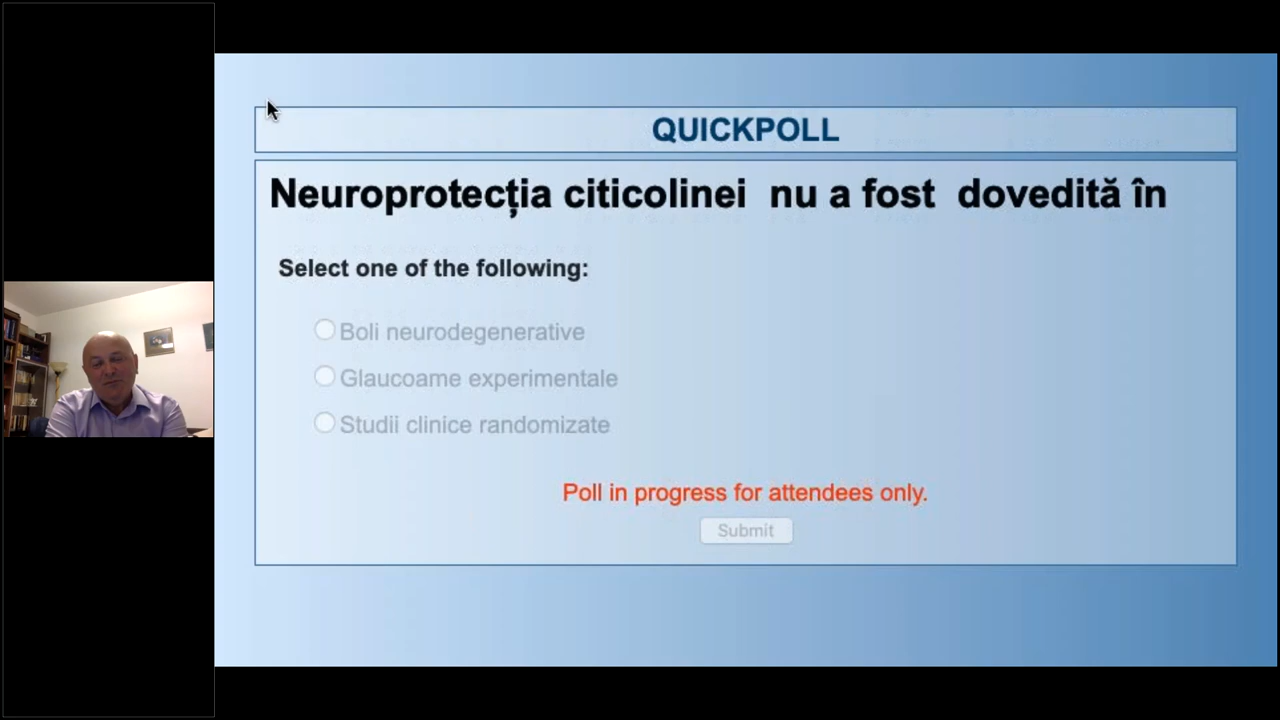 QUICKPOLL
Neuroprotecția citicolinei nu a fost dovedită în
Select one of the following:
Boli neurodegenerative
Glaucoame experimentale
Studii clinice randomizate
Poll in progress for attendees only.
Submit